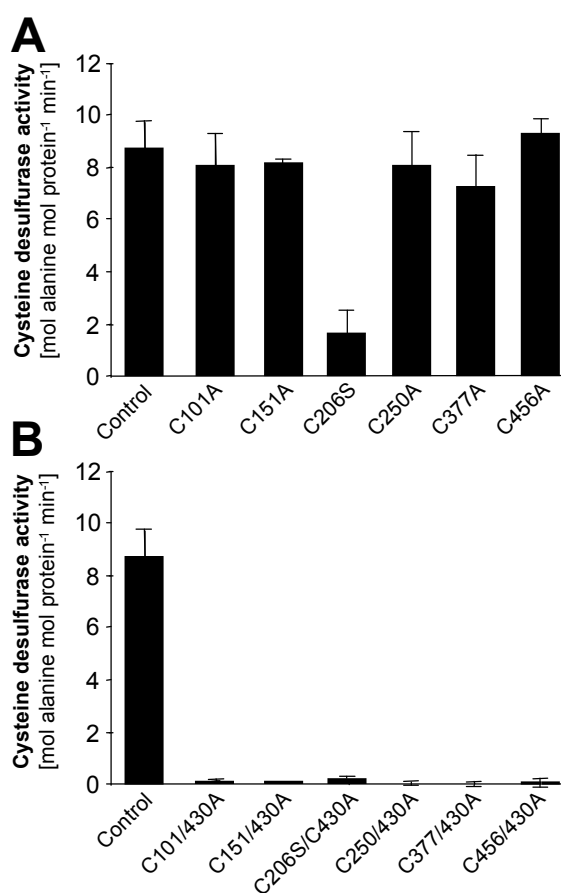 A
Cysteine desulfurase activity
[mol alanine mol protein⁻¹ min⁻¹]
12
10
8
6
4
2
0
Control
C101A
C151A
C206S
C250A
C377A
C456A
B
Cysteine desulfurase activity
[mol alanine mol protein⁻¹ min⁻¹]
12
10
8
6
4
2
0
Control
C101/430A
C151/430A
C206S/C430A
C250/430A
C377/430A
C456/430A